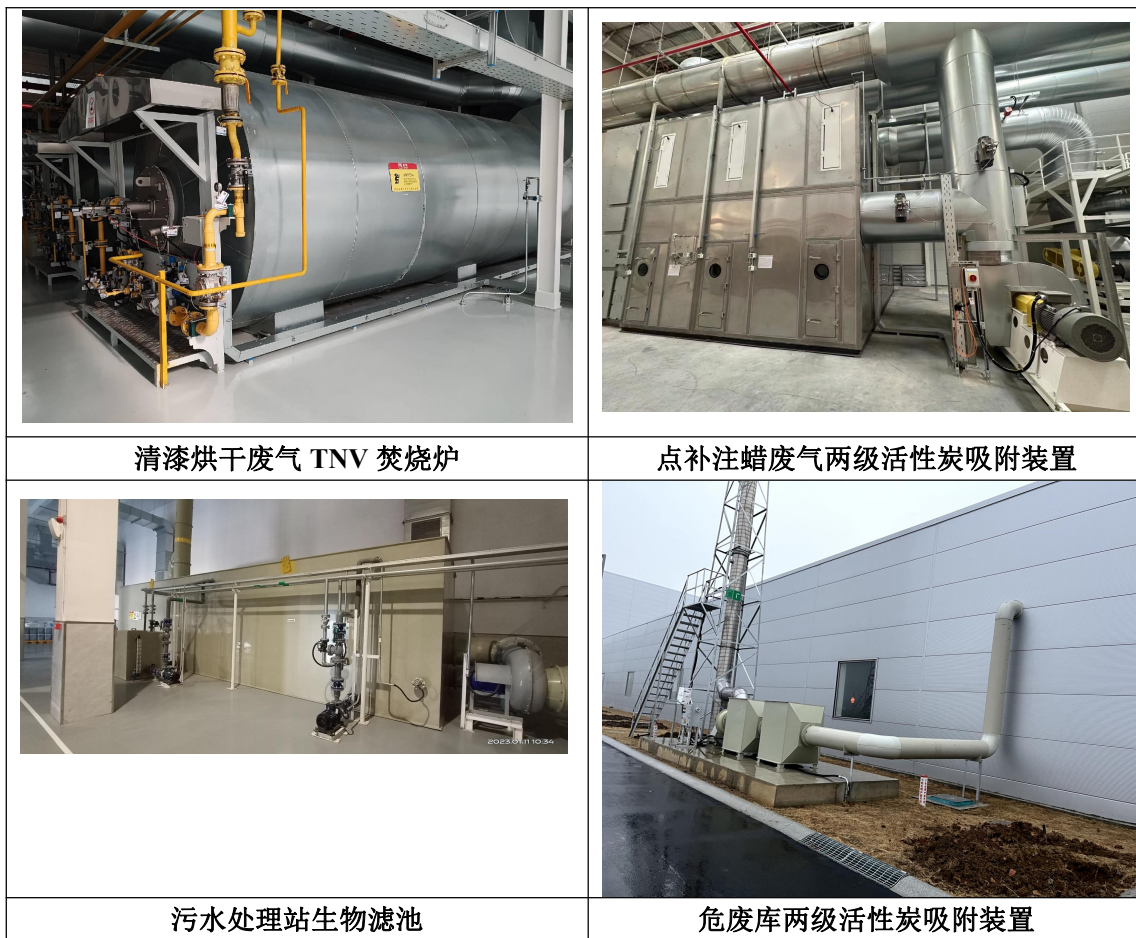 清漆烘干废气 TNV 焚烧炉
点补注蜡废气两级活性炭吸附装置
2023.01.11 10:34
污水处理站生物滤池
危废库两级活性炭吸附装置